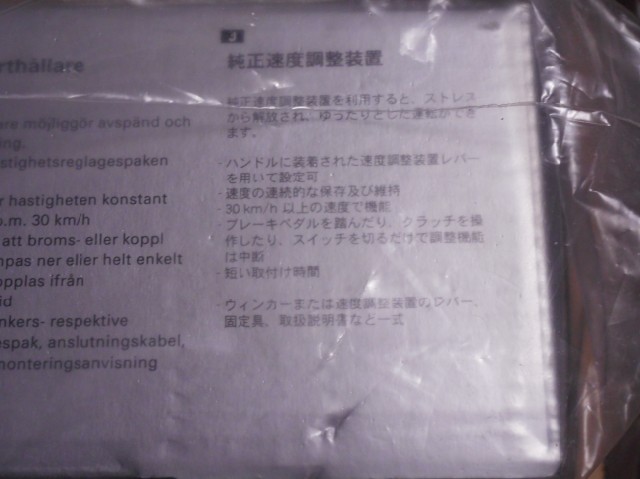 rthållare
are möjliggör avspänd och
ng.
astighetsreglagespaken
r hastigheten konstant
o.m. 30 km/h
att broms- eller koppl
mpas ner eller helt enkelt
opplas ifrån
id
nkers- respektive
espak, anslutningskabel,
monteringsanvisning
J
純正速度調整装置
純正速度調整装置を利用すると、ストレス
から解放され、ゆったりとした運転ができ
ます。
- ハンドルに装着された速度調整装置レバー
を用いて設定可
- 速度の連続的な保存及び維持
- 30 km/h 以上の速度で機能
- ブレーキペダルを踏んだり、クラッチを操
作したり、スイッチを切るだけで調整機能
は中断
- 短い取付け時間
- ウィンカーまたは速度調整装置のレバー、
固定具、取扱説明書など一式